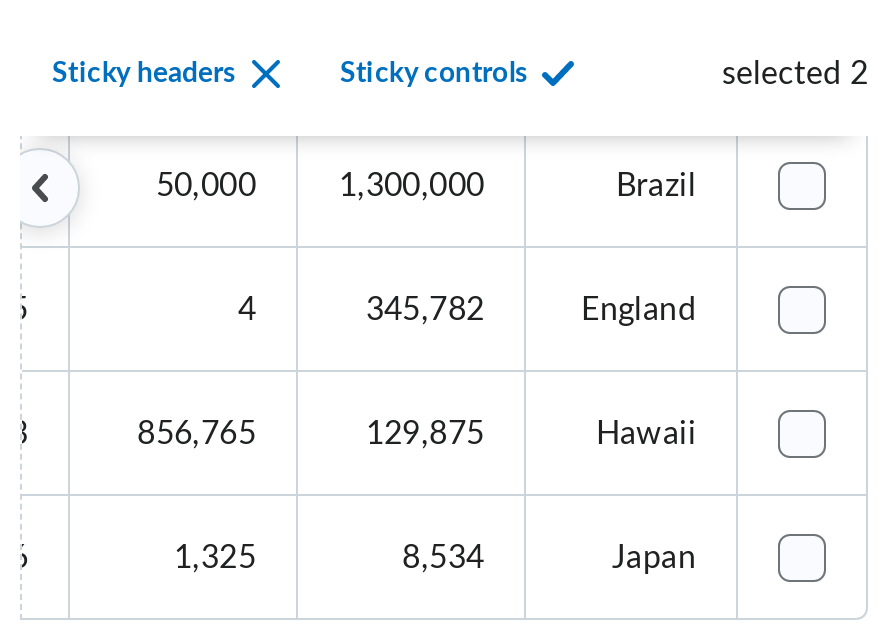 Sticky headers Sticky controls selected 2
50,000 1,300,000 Brazil
4 345,782 England
856,765 129,875 Hawaii
1,325 8,534 Japan